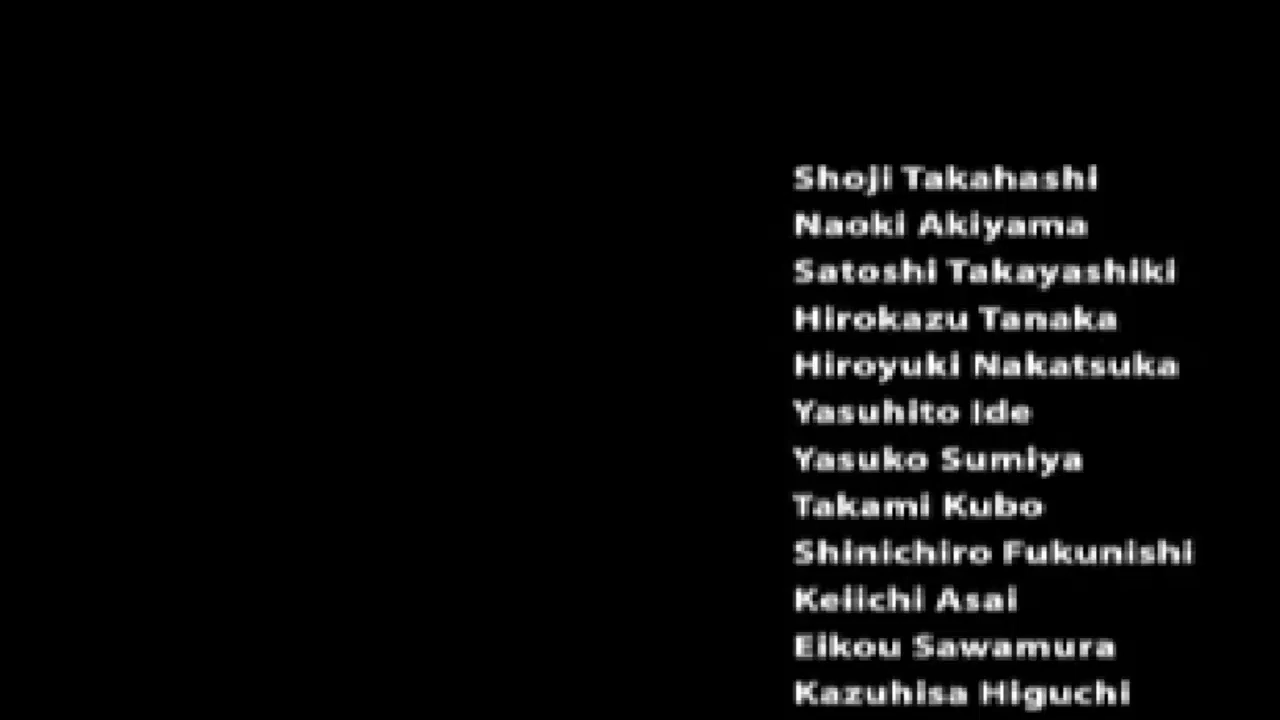 Shoji Takahashi
Naoki Akiyama
Satoshi Takayashiki
Hirokazu Tanaka
Hiroyuki Nakatsuka
Yasuhito Ide
Yasuko Sumiya
Takami Kubo
Shinichiro Fukunishi
Keiichi Asai
Eikou Sawamura
Kazuhisa Higuchi